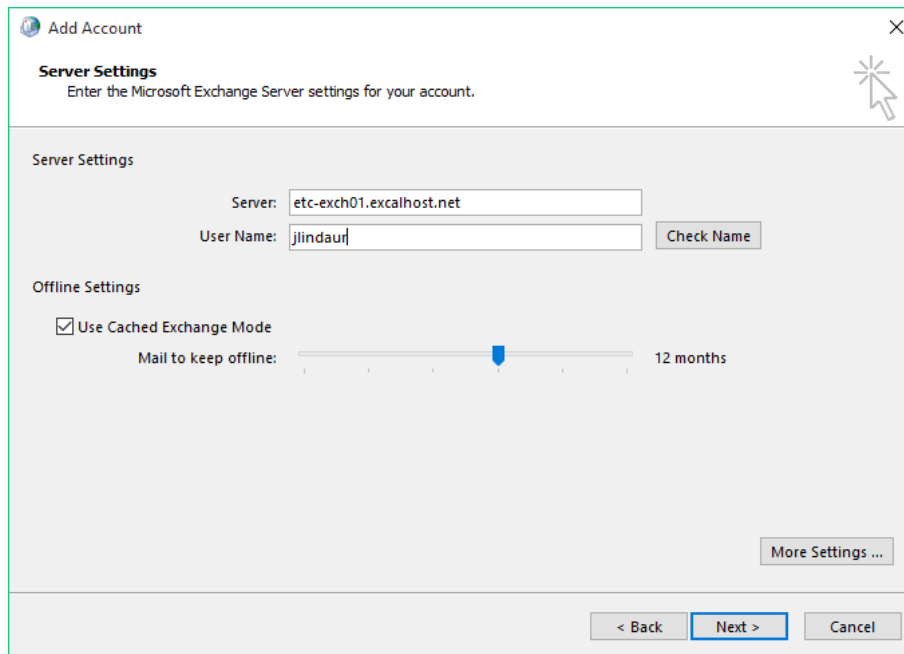 Add Account
Server Settings
Enter the Microsoft Exchange Server settings for your account.
Server Settings
Server: etc-exch01.excalhost.net
User Name: jlindaur Check Name
Offline Settings
Use Cached Exchange Mode
Mail to keep offline: 12 months
More Settings ...
< Back Next > Cancel